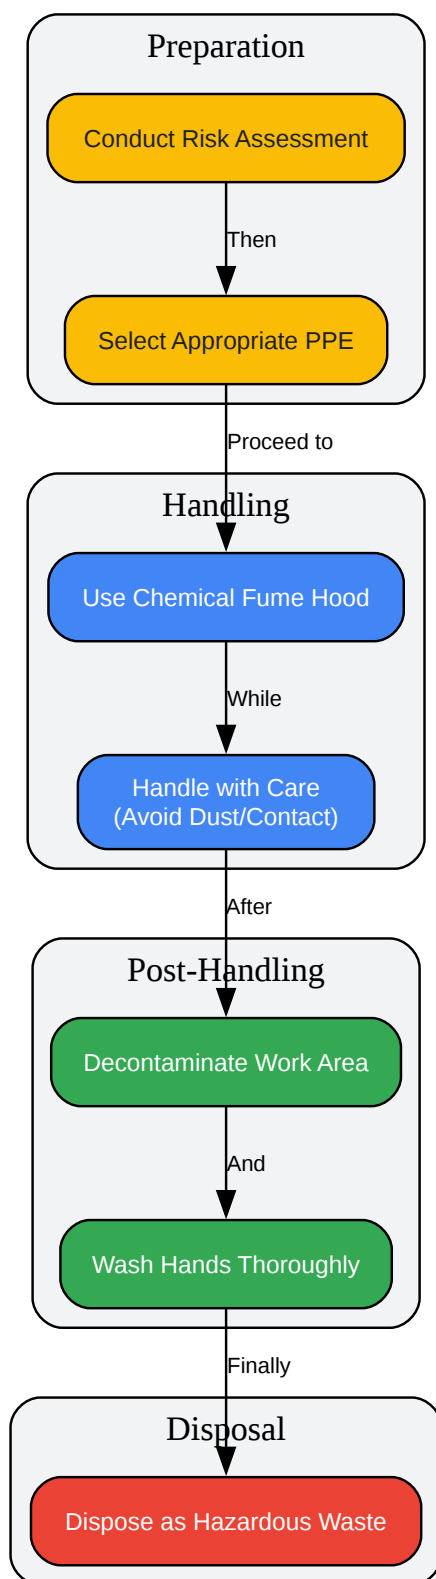 Preparation
Conduct Risk Assessment
Then
Select Appropriate PPE
Proceed to
Handling
Use Chemical Fume Hood
While
Handle with Care
(Avoid Dust/Contact)
After
Post-Handling
Decontaminate Work Area
And
Wash Hands Thoroughly
Finally
Disposal
Dispose as Hazardous Waste